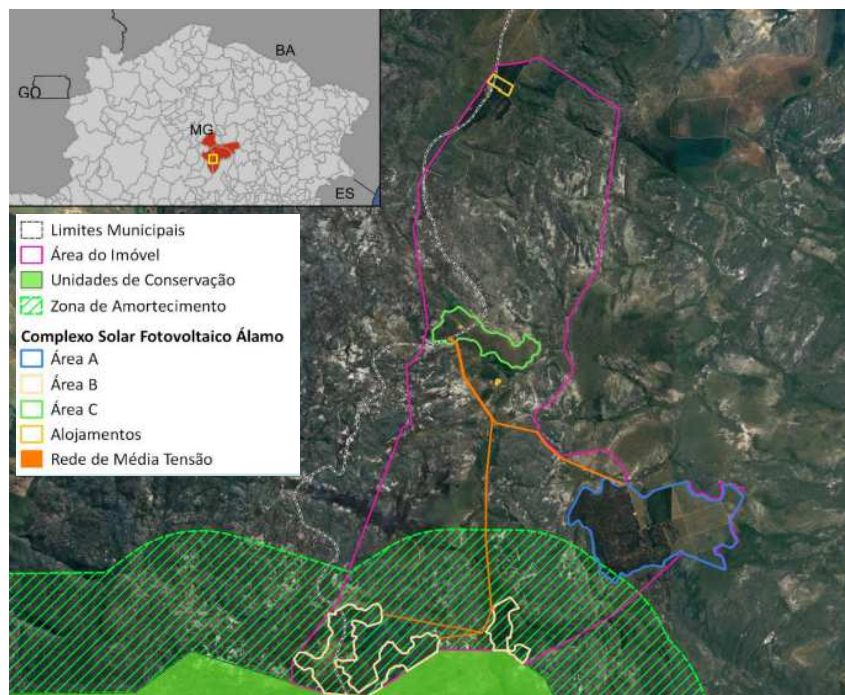 BA
GO
MG
ES
Limites Municipais
Área do Imóvel
Unidades de Conservação
Zona de Amortecimento
Complexo Solar Fotovoltaico Álamo
Área A
Área B
Área C
Alojamentos
Rede de Média Tensão